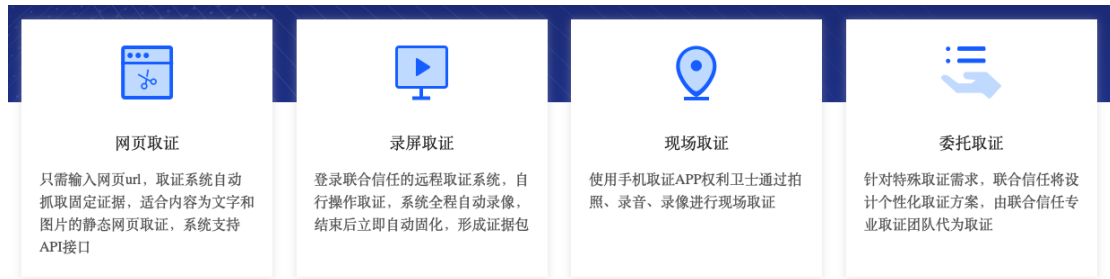 网页取证
只需输入网页url，取证系统自动
抓取固定证据，适合内容为文字和
图片的静态网页取证，系统支持
API接口
录屏取证
登录联合信任的远程取证系统，自
行操作取证，系统全程自动录像，
结束后立即自动固化，形成证据包
现场取证
使用手机取证APP权利卫士通过拍
照、录音、录像进行现场取证
委托取证
针对特殊取证需求，联合信任将设
计个性化取证方案，由联合信任专
业取证团队代为取证